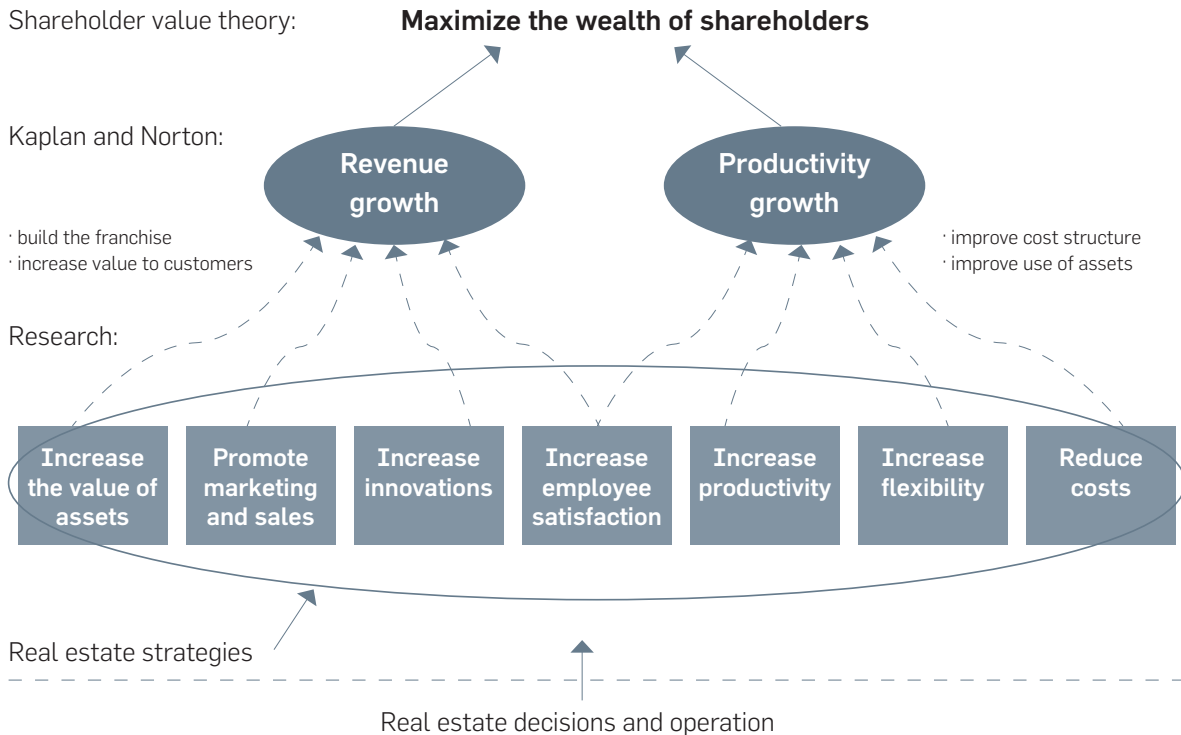 Shareholder value theory:
Maximize the wealth of shareholders
Kaplan and Norton:
Revenue
growth
Productivity
growth
· build the franchise
· increase value to customers
· improve cost structure
· improve use of assets
Research:
Increase
the value of
assets
Promote
marketing
and sales
Increase
innovations
Increase
employee
satisfaction
Increase
productivity
Increase
flexibility
Reduce
costs
Real estate strategies
Real estate decisions and operation